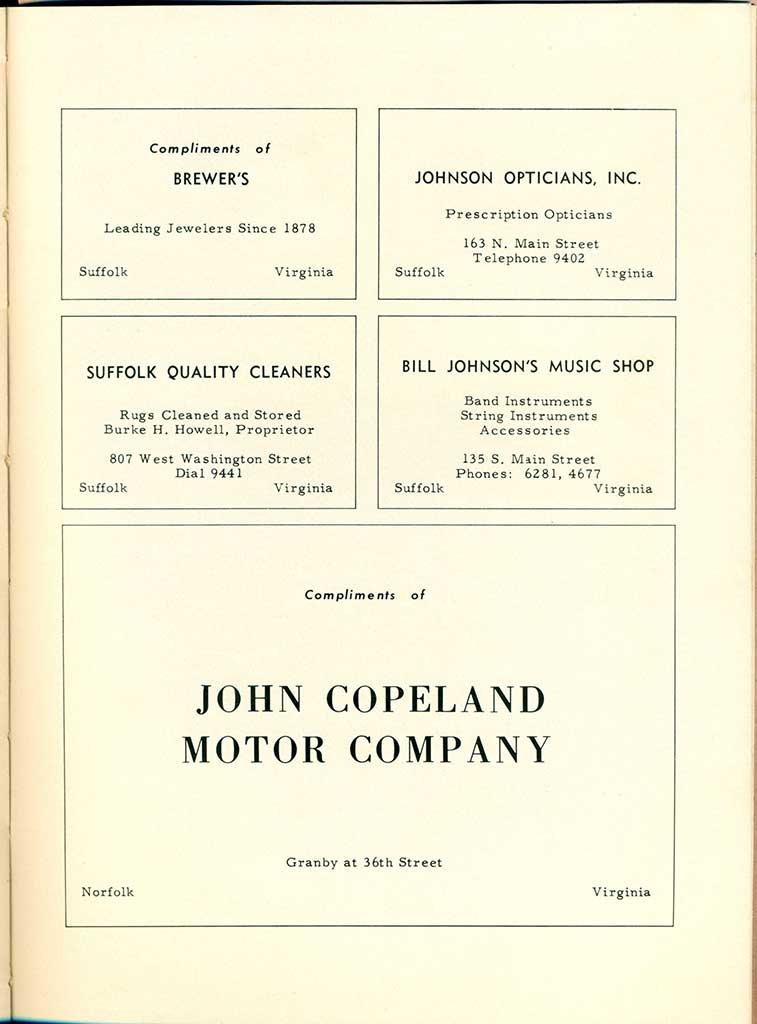 Compliments of
BREWER'S
Leading Jewelers Since 1878
Suffolk Virginia
JOHNSON OPTICIANS, INC.
Prescription Opticians
163 N. Main Street
Telephone 9402
Suffolk Virginia
SUFFOLK QUALITY CLEANERS
Rugs Cleaned and Stored
Burke H. Howell, Proprietor
807 West Washington Street
Dial 9441
Suffolk Virginia
BILL JOHNSON'S MUSIC SHOP
Band Instruments
String Instruments
Accessories
135 S. Main Street
Phones: 6281, 4677
Suffolk Virginia
Compliments of
JOHN COPELAND
MOTOR COMPANY
Granby at 36th Street
Norfolk Virginia